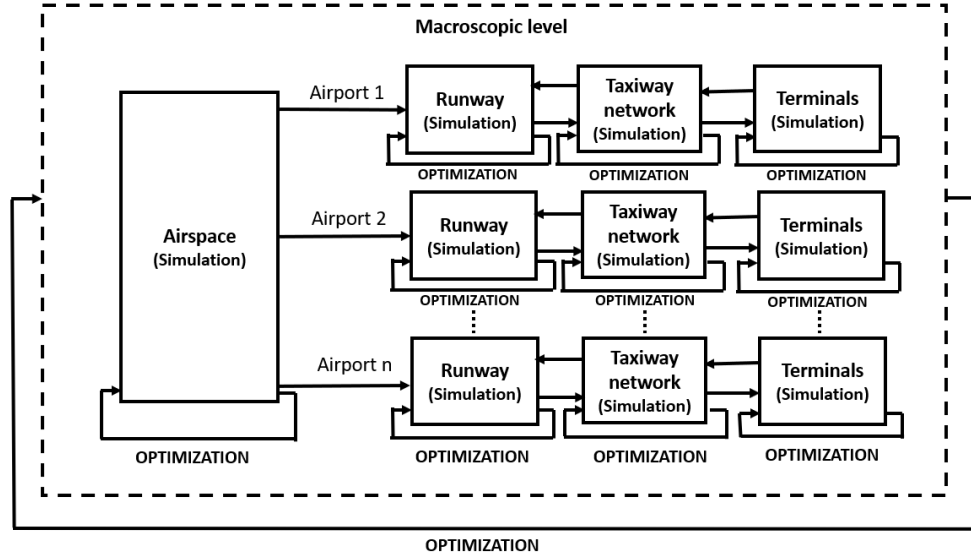 Macroscopic level
Airport 1
Runway
(Simulation)
Taxiway
network
(Simulation)
Terminals
(Simulation)
OPTIMIZATION
OPTIMIZATION
OPTIMIZATION
Airspace
(Simulation)
Airport 2
Runway
(Simulation)
Taxiway
network
(Simulation)
Terminals
(Simulation)
OPTIMIZATION
OPTIMIZATION
OPTIMIZATION
Airport n
Runway
(Simulation)
Taxiway
network
(Simulation)
Terminals
(Simulation)
OPTIMIZATION
OPTIMIZATION
OPTIMIZATION
OPTIMIZATION
OPTIMIZATION